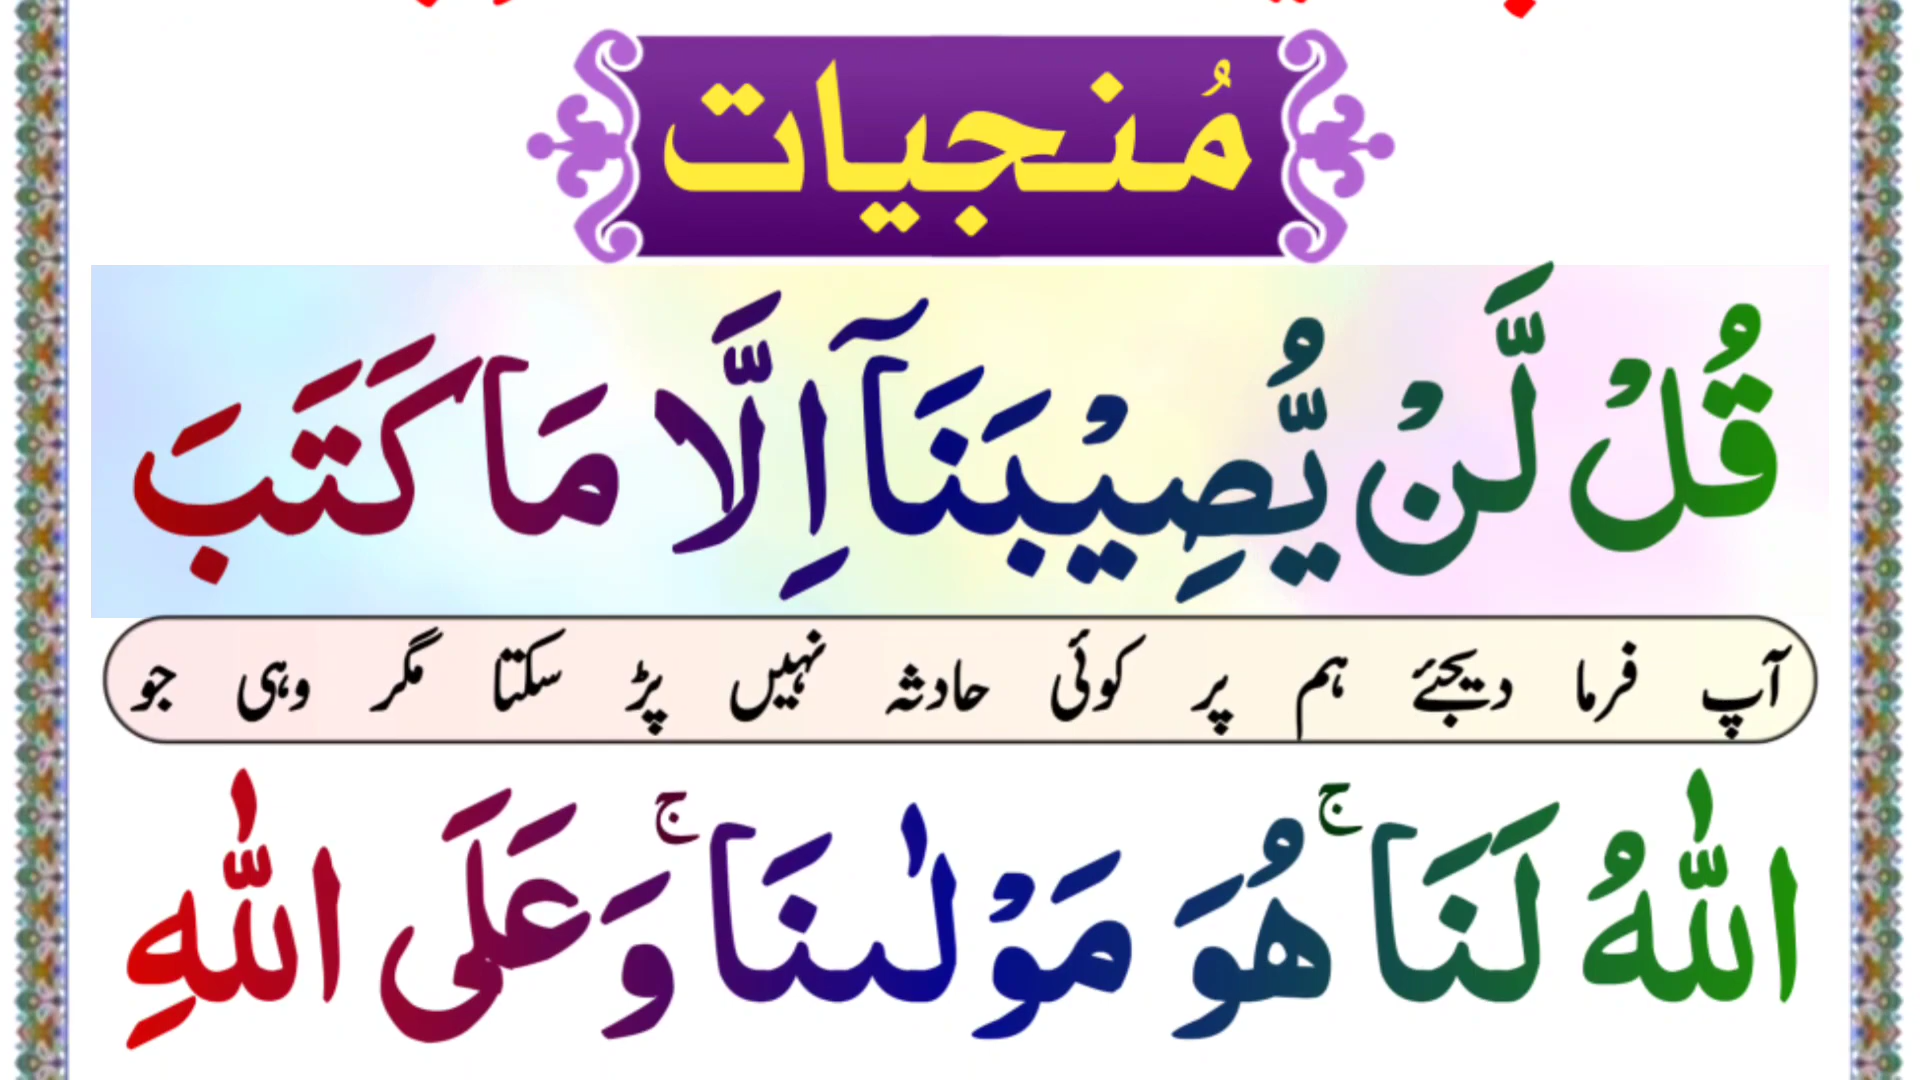 مُنجیات
قُلْ لَّنْ يُّصِيْبَنَآ اِلَّا مَا كَتَبَ
آپ فرما دیجئے ہم پر کوئی حادثہ نہیں پڑ سکتا مگر وہی جو
اللّٰهُ لَنَا ۚ هُوَ مَوْلٰىنَا ۚ وَعَلَى اللّٰهِ